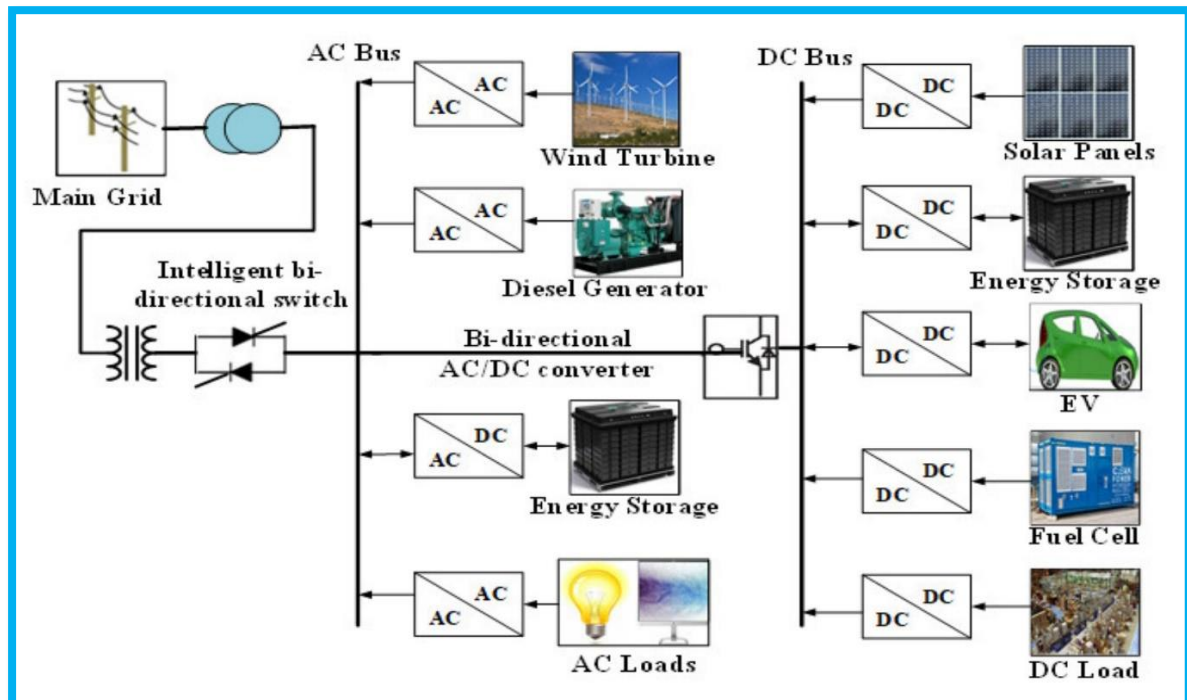 AC Bus
DC Bus
AC
AC
Wind Turbine
DC
DC
Solar Panels
Main Grid
AC
AC
Diesel Generator
DC
DC
Energy Storage
Intelligent bi-
directional switch
Bi-directional
AC/DC converter
DC
DC
EV
DC
AC
Energy Storage
DC
DC
CLEAN
POWER
Fuel Cell
AC
AC
AC Loads
DC
DC
DC Load